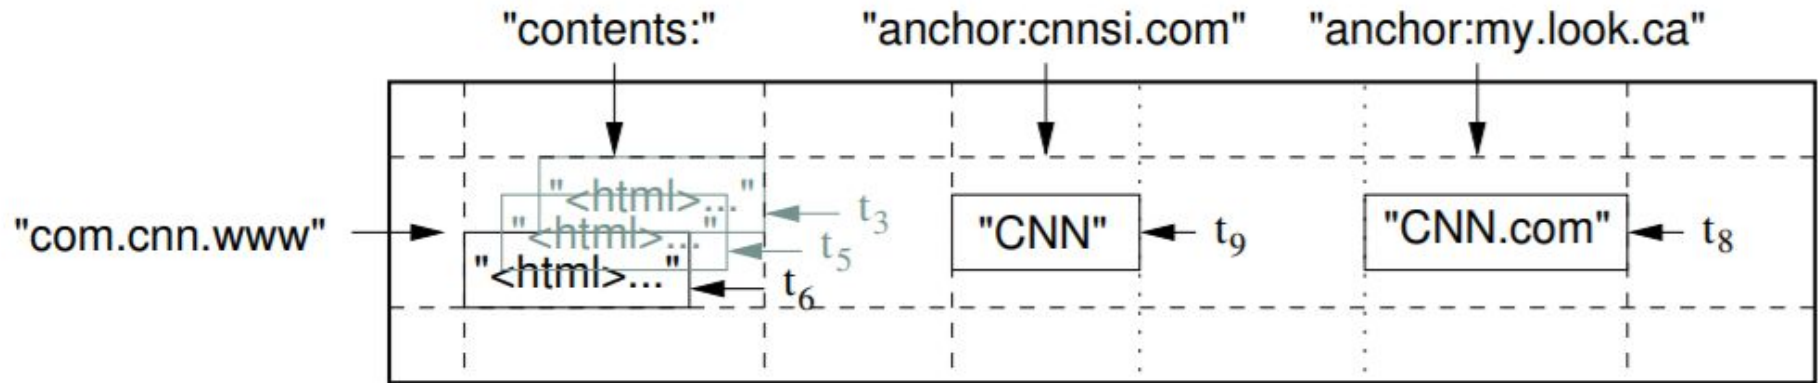 "contents:" "anchor:cnnsi.com" "anchor:my.look.ca"
"<html>..."
t3
"com.cnn.www" "<html>..." "CNN" t9 "CNN.com" t8
t5
"<html>..."
t6